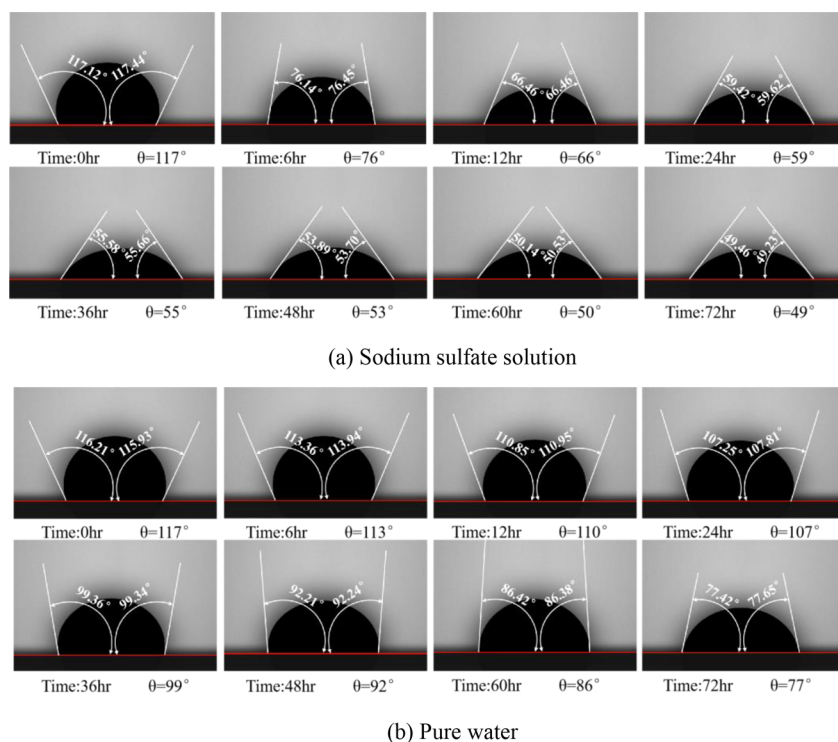 117.12° 117.44°
76.14° 76.45°
66.46° 66.46°
59.42° 59.62°
Time:0hr θ=117°
Time:6hr θ=76°
Time:12hr θ=66°
Time:24hr θ=59°
55.58° 55.66°
53.89° 53.70°
50.14° 50.53°
49.46° 49.23°
Time:36hr θ=55°
Time:48hr θ=53°
Time:60hr θ=50°
Time:72hr θ=49°
(a) Sodium sulfate solution
116.21° 115.93°
113.36° 113.94°
110.85° 110.95°
107.25° 107.81°
Time:0hr θ=117°
Time:6hr θ=113°
Time:12hr θ=110°
Time:24hr θ=107°
99.36° 99.34°
92.21° 92.24°
86.42° 86.38°
77.42° 77.65°
Time:36hr θ=99°
Time:48hr θ=92°
Time:60hr θ=86°
Time:72hr θ=77°
(b) Pure water